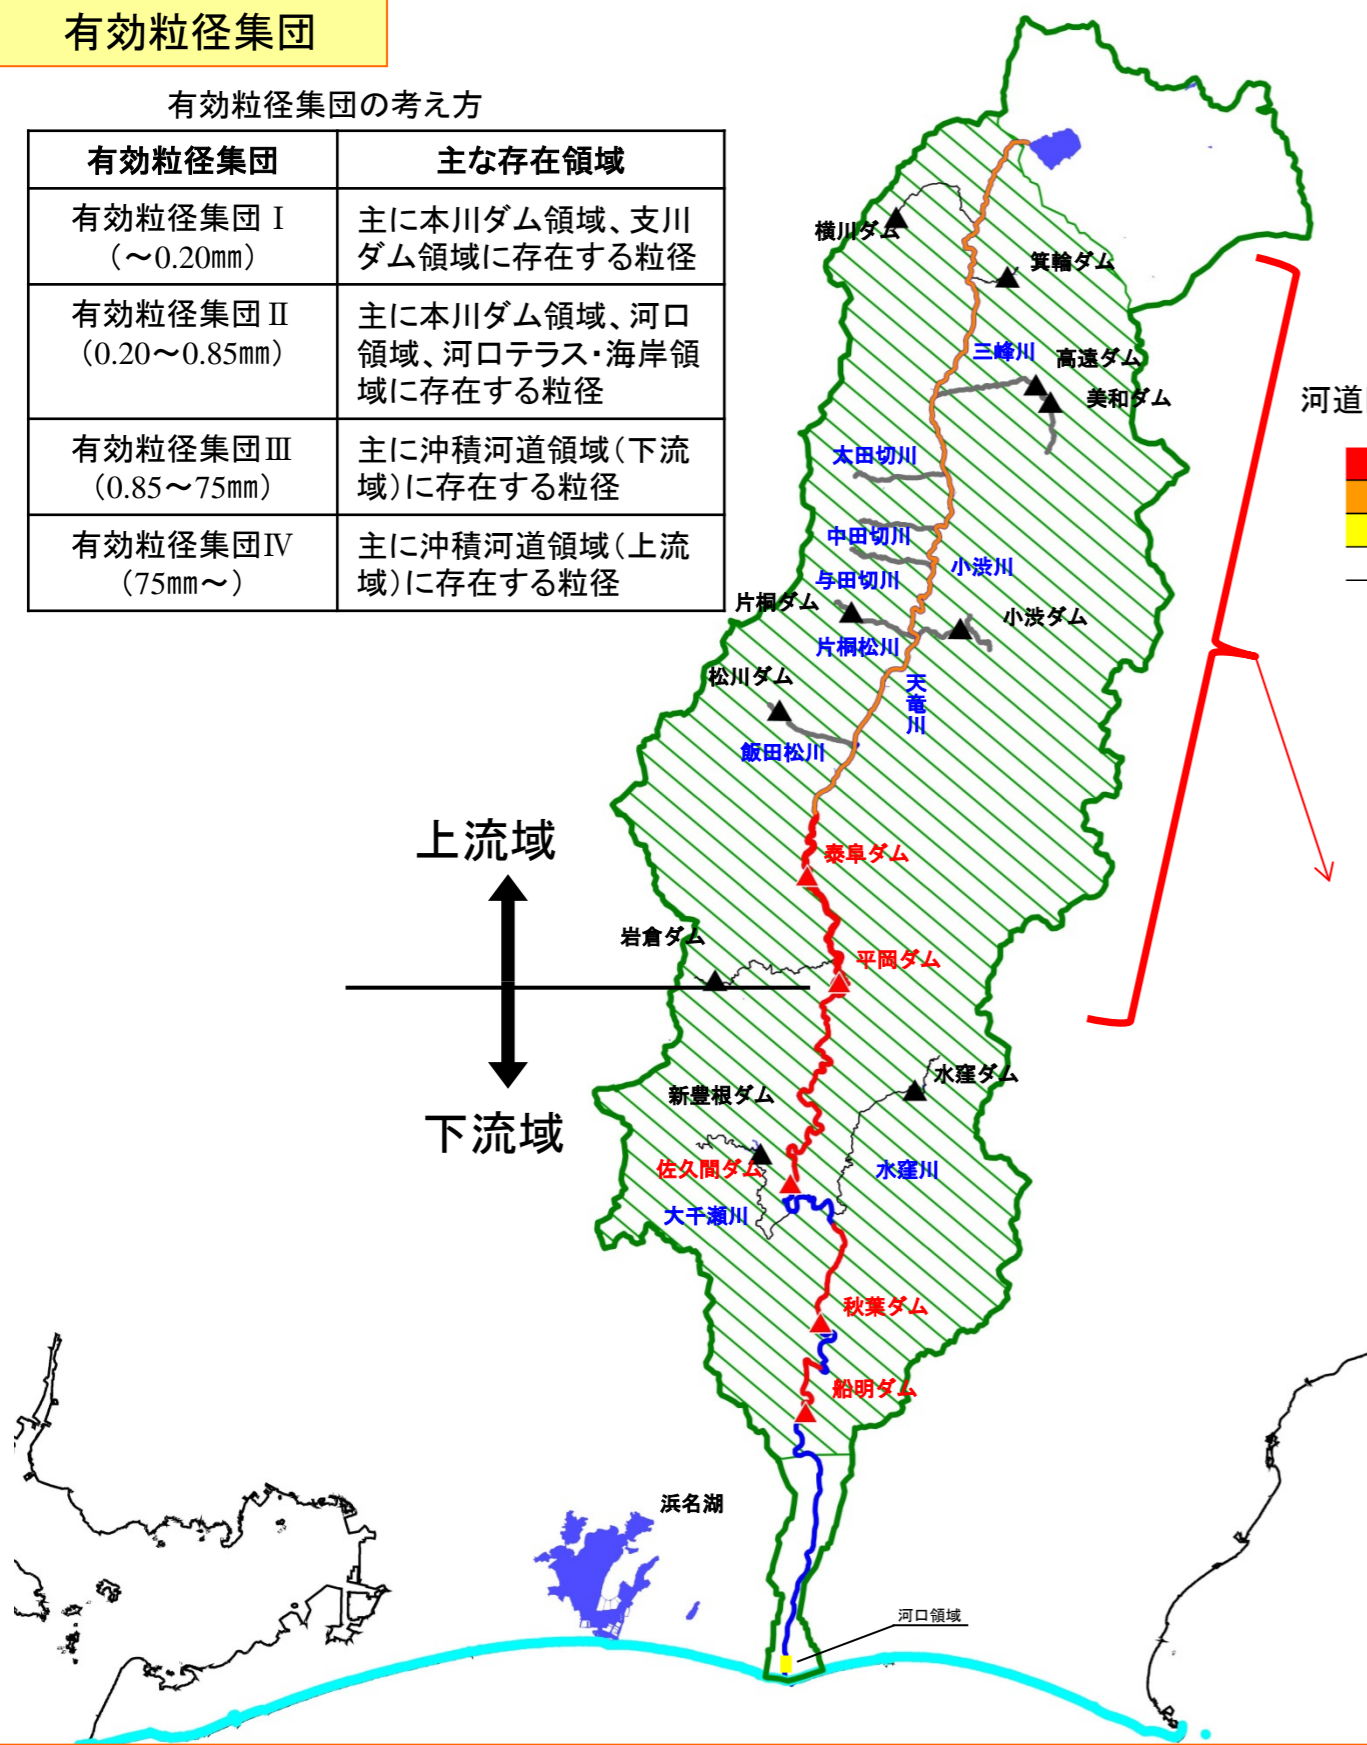 有効粒径集団
有効粒径集団の考え方
有効粒径集団
主な存在領域
有効粒径集団Ⅰ
（～0.20㎜）
主に本川ダム領域、支川
ダム領域に存在する粒径
有効粒径集団Ⅱ
（0.20～0.85㎜）
主に本川ダム領域、河口
領域、河口テラス・海岸領
域に存在する粒径
有効粒径集団Ⅲ
（0.85～75㎜）
主に沖積河道領域（下流
域）に存在する粒径
有効粒径集団Ⅳ
（75㎜～）
主に沖積河道領域（上流
域）に存在する粒径
横川ダム
箕輪ダム
三峰川
高遠ダム
美和ダム
河道
太田切川
中田切川
小渋川
与田切川
片桐ダム
小渋ダム
片桐松川
松川ダム
天竜川
飯田松川
上流域
泰阜ダム
岩倉ダム
平岡ダム
下流域
新豊根ダム
水窪ダム
佐久間ダム
水窪川
大千瀬川
秋葉ダム
船明ダム
浜名湖
河口領域